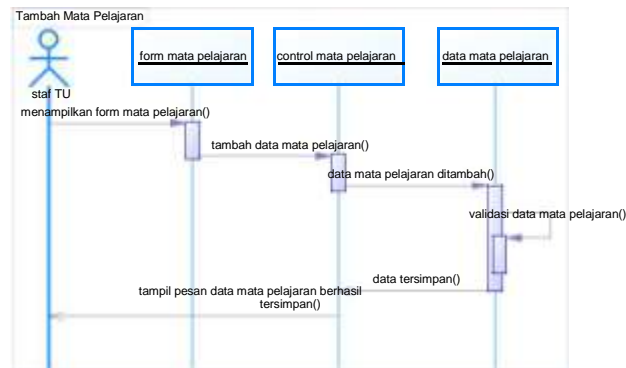 Tambah Mata Pelajaran
form mata pelajaran
control mata pelajaran
data mata pelajaran
staf TU
menampilkan form mata pelajaran()
tambah data mata pelajaran()
data mata pelajaran ditambah()
validasi data mata pelajaran()
data tersimpan()
tampil pesan data mata pelajaran berhasil
tersimpan()